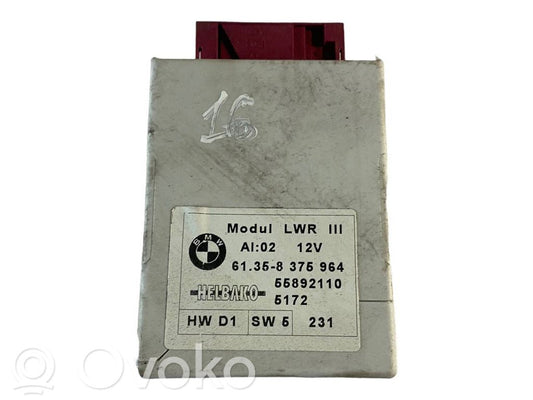 16
BMW
Modul LWR III
AI:02 12V
61.35-8 375 964
55892110
HELBAKO
5172
HW D1 SW 5 231
ovoko